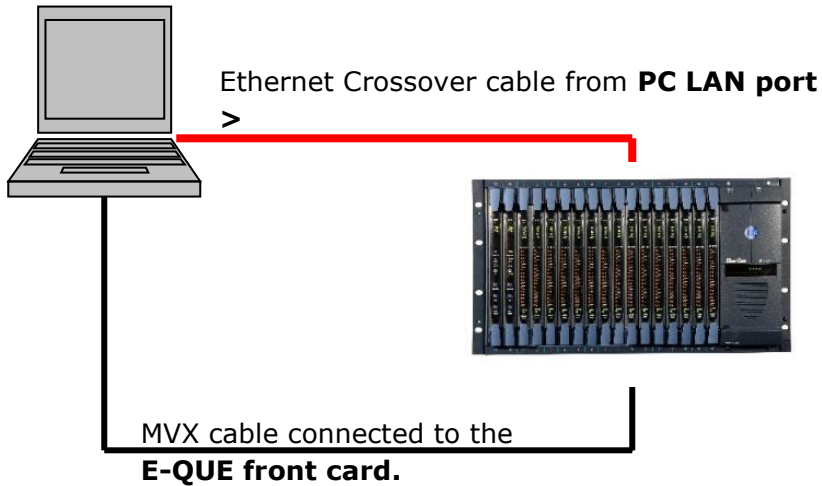 Ethernet Crossover cable from PC LAN port
>
MVX cable connected to the
E-QUE front card.